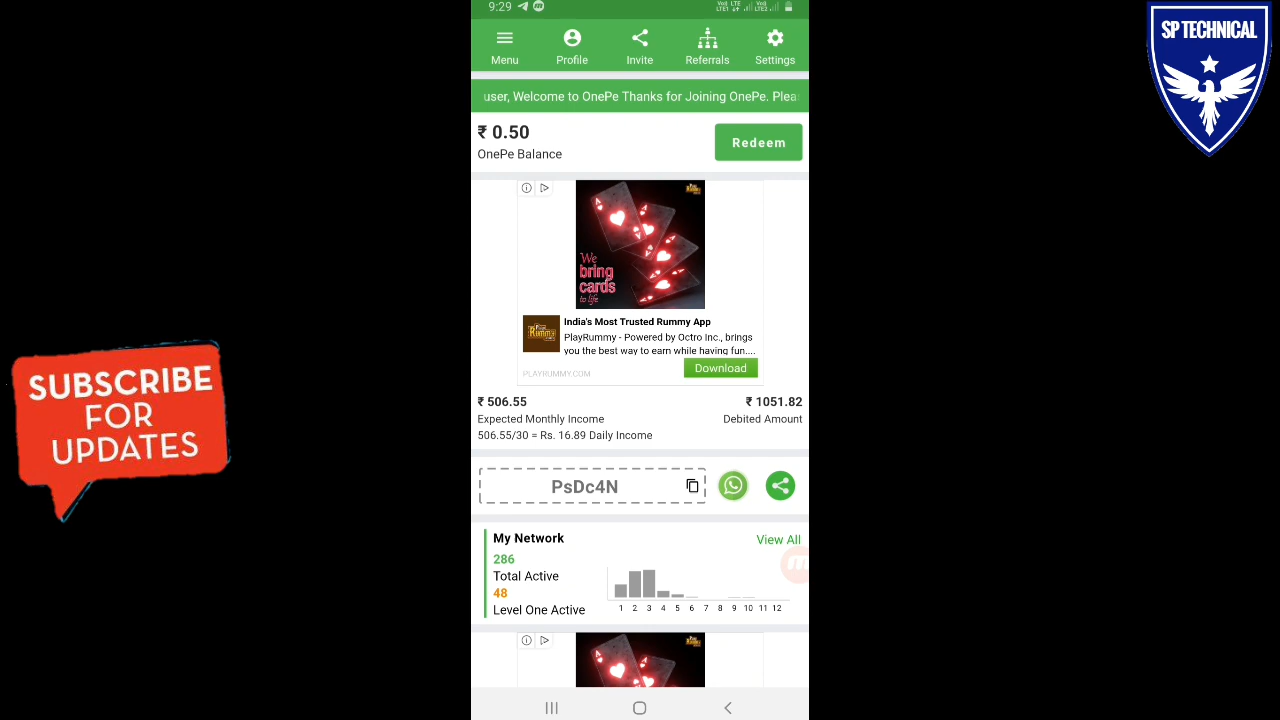 9:29
Menu
Profile
Invite
Referrals
Settings
user, Welcome to OnePe Thanks for Joining OnePe. Plea
₹ 0.50
OnePe Balance
Redeem
We
bring
cards
to life
India's Most Trusted Rummy App
PlayRummy - Powered by Octro Inc., brings
you the best way to earn while having fun....
PLAYRUMMY.COM
Download
₹ 506.55
₹ 1051.82
Expected Monthly Income
Debited Amount
506.55/30 = Rs. 16.89 Daily Income
PsDc4N
My Network
View All
286
Total Active
48
Level One Active
1 2 3 4 5 6 7 8 9 10 11 12
SUBSCRIBE
FOR
UPDATES
SP TECHNICAL